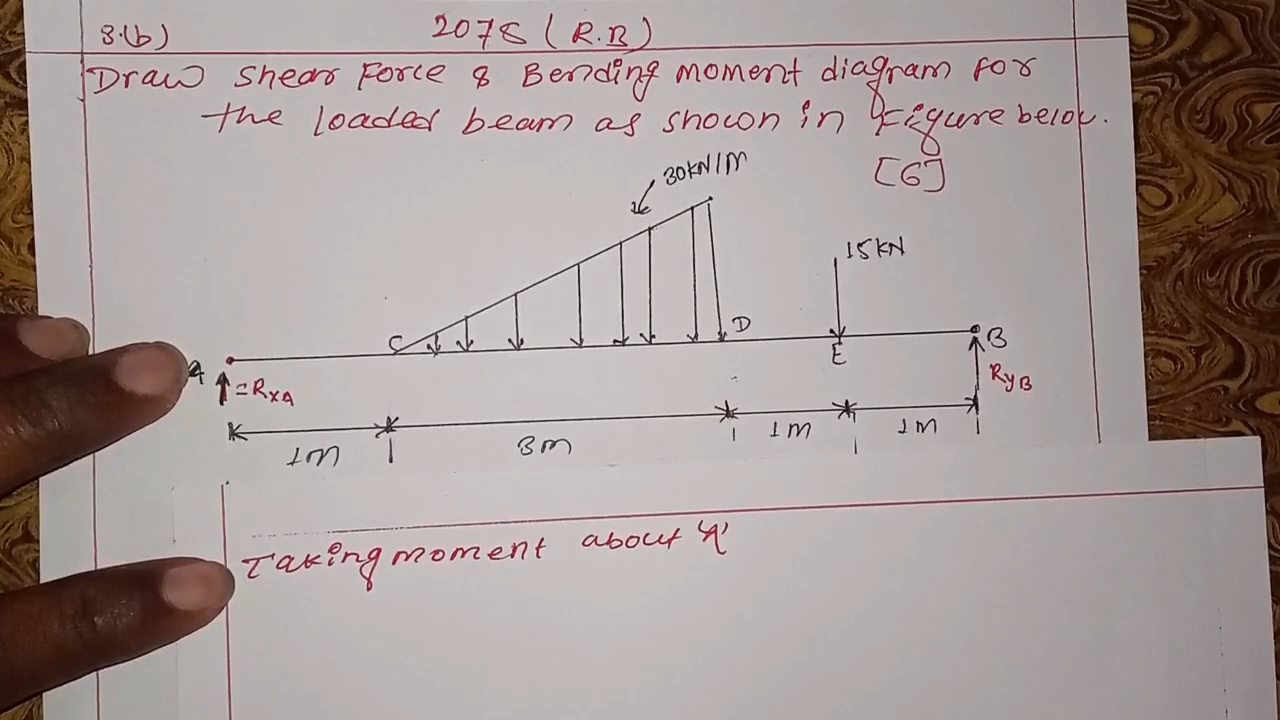 3.(b) 2078 (R.B)
Draw shear Force & Bending moment diagram for
the loaded beam as shown in Figure below.
[6]
30KN/M
15KN
C
D
A
E
B
=RxA
RyB
1M
3M
1M
1M
Taking moment about 'A'